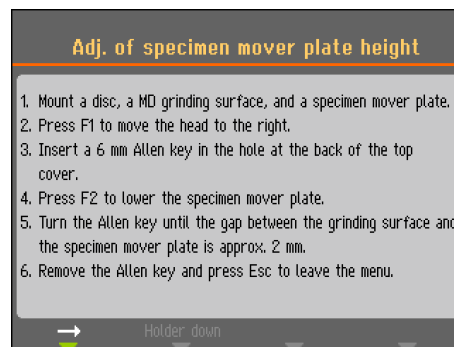 Adj. of specimen mover plate height
1. Mount a disc, a MD grinding surface, and a specimen mover plate.
2. Press F1 to move the head to the right.
3. Insert a 6 mm Allen key in the hole at the back of the top
cover.
4. Press F2 to lower the specimen mover plate.
5. Turn the Allen key until the gap between the grinding surface and
the specimen mover plate is approx. 2 mm.
6. Remove the Allen key and press Esc to leave the menu.
→ Holder down